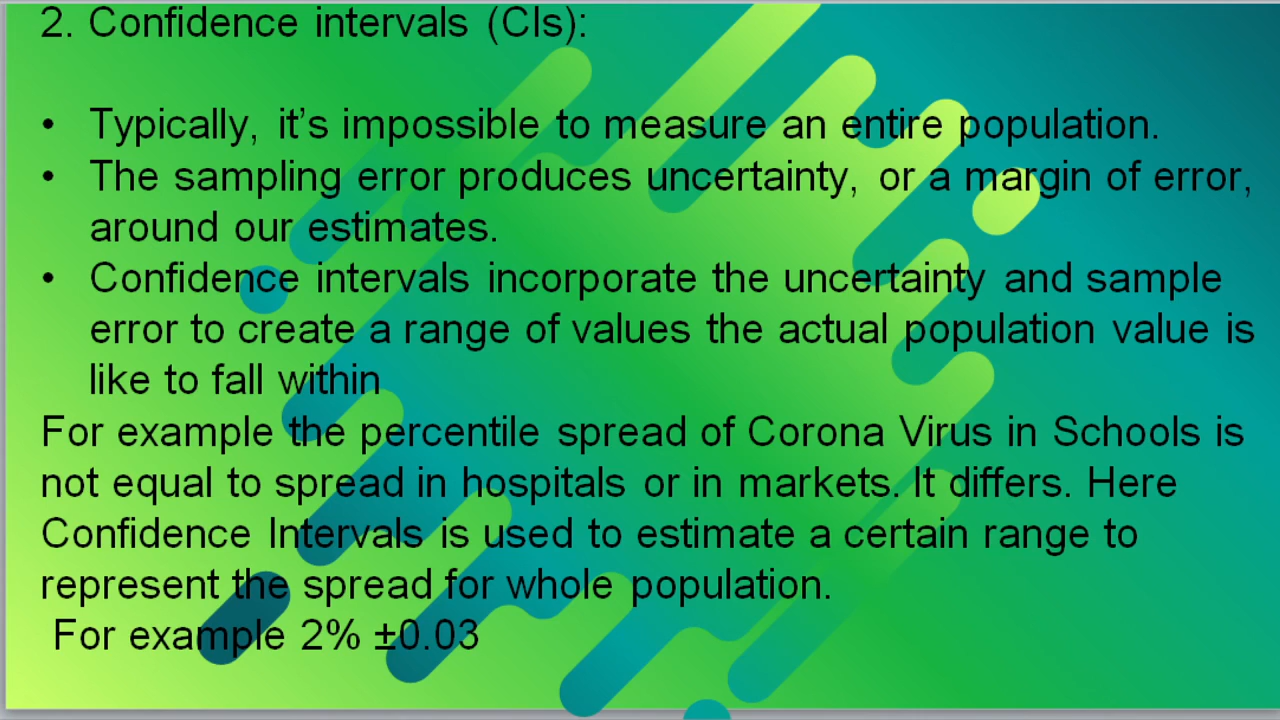 2. Confidence intervals (CIs):
• Typically, it’s impossible to measure an entire population.
• The sampling error produces uncertainty, or a margin of error,
around our estimates.
• Confidence intervals incorporate the uncertainty and sample
error to create a range of values the actual population value is
like to fall within
For example the percentile spread of Corona Virus in Schools is
not equal to spread in hospitals or in markets. It differs. Here
Confidence Intervals is used to estimate a certain range to
represent the spread for whole population.
For example 2% ±0.03